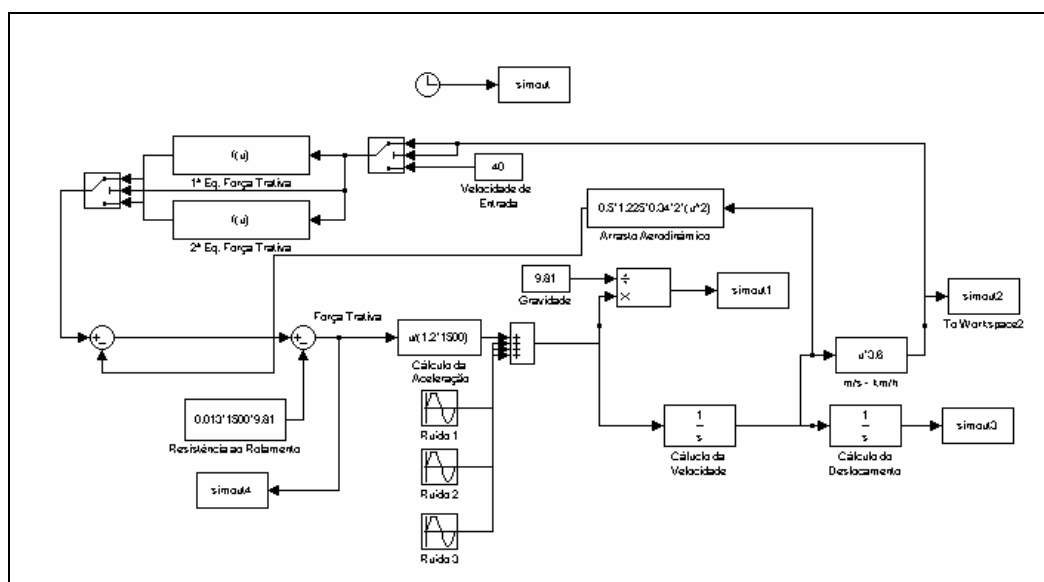 simout
f(u)
1ª Eq. Força Trativa
40
Velocidade de
Entrada
f(u)
2ª Eq. Força Trativa
0.5*1.225*0.34*2*(u^2)
Arrasto Aerodinâmico
9.81
Gravidade
÷
×
simout1
simout2
To Workspace2
Força Trativa
+
−
+
−
u/(1.2*1500)
Cálculo da
Aceleração
+
+
+
+
u*3.6
m/s - km/h
0.013*1500*9.81
Resistência ao Rolamento
Ruído 1
1
s
Cálculo da
Velocidade
1
s
Cálculo do
Deslocamento
simout3
Ruído 2
simout4
Ruído 3